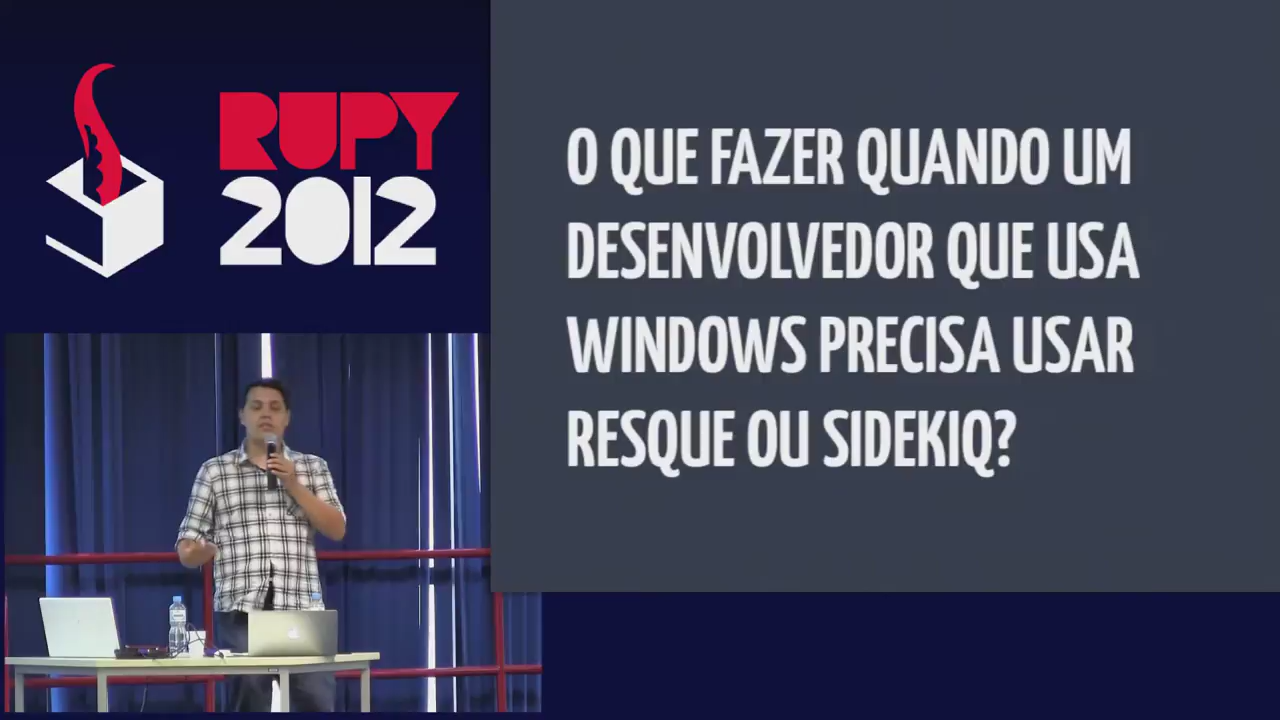 RUPY
2012
O QUE FAZER QUANDO UM
DESENVOLVEDOR QUE USA
WINDOWS PRECISA USAR
RESQUE OU SIDEKIQ?